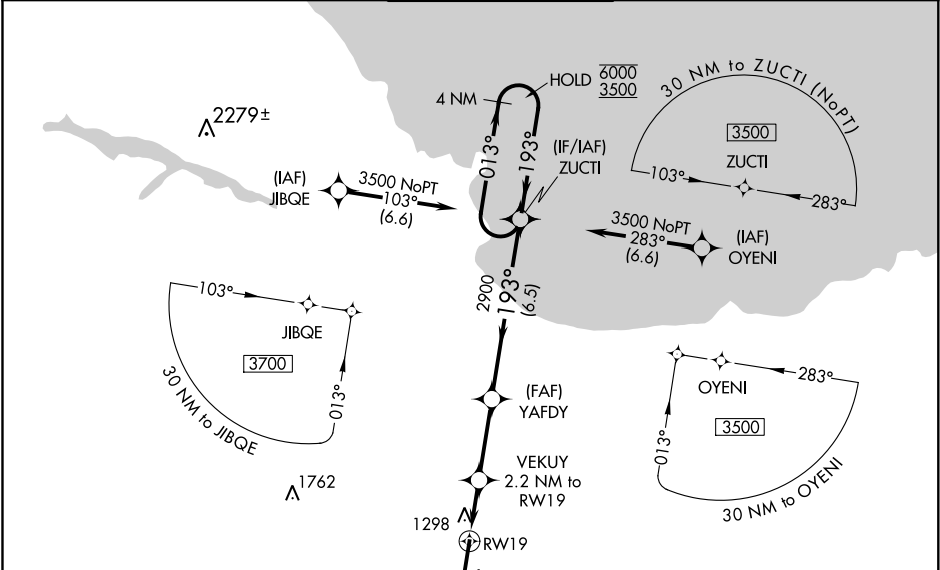 2279±
4 NM
HOLD
6000
3500
013°
193°
(IF/IAF)
ZUCTI
30 NM to ZUCTI (NoPT)
3500
ZUCTI
103°
283°
(IAF)
JIBQE
3500 NoPT
103°
(6.6)
3500 NoPT
283°
(6.6)
(IAF)
OYENI
2900
193°
(6.5)
103°
JIBQE
3700
013°
30 NM to JIBQE
(FAF)
YAFDY
OYENI
283°
3500
013°
30 NM to OYENI
VEKUY
2.2 NM to
RW19
1762
1298
RW19